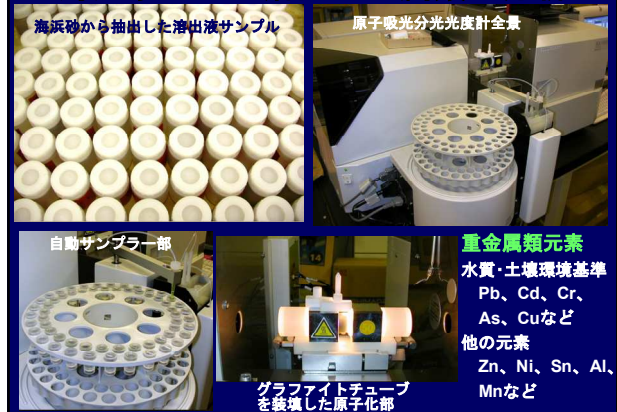 海浜砂から抽出した溶出液サンプル
原子吸光分光光度計全景
自動サンプラー部
グラファイトチューブ
を装填した原子化部
重金属類元素
水質・土壌環境基準
Pb、Cd、Cr、
As、Cuなど
他の元素
Zn、Ni、Sn、Al、
Mnなど